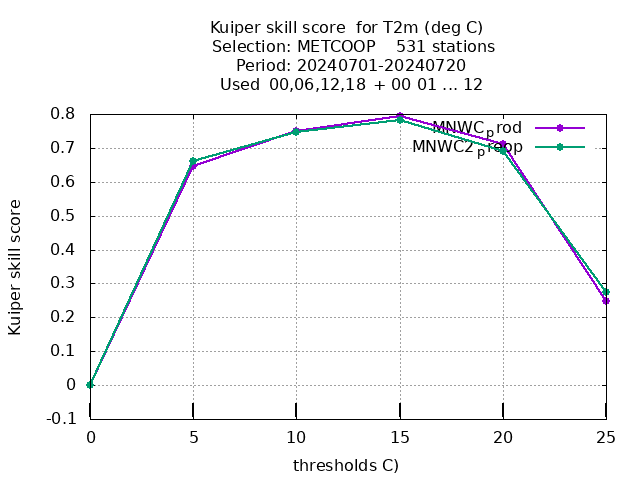 Kuiper skill score  for T2m (deg C)
Selection: METCOOP    531 stations
Period: 20240701-20240720
Used  00,06,12,18  + 00 01 ... 12
MNWC_prod
MNWC2_preop
0.8
0.7
0.6
0.5
0.4
0.3
0.2
0.1
0
-0.1
Kuiper skill score
0 5 10 15 20 25
thresholds C)